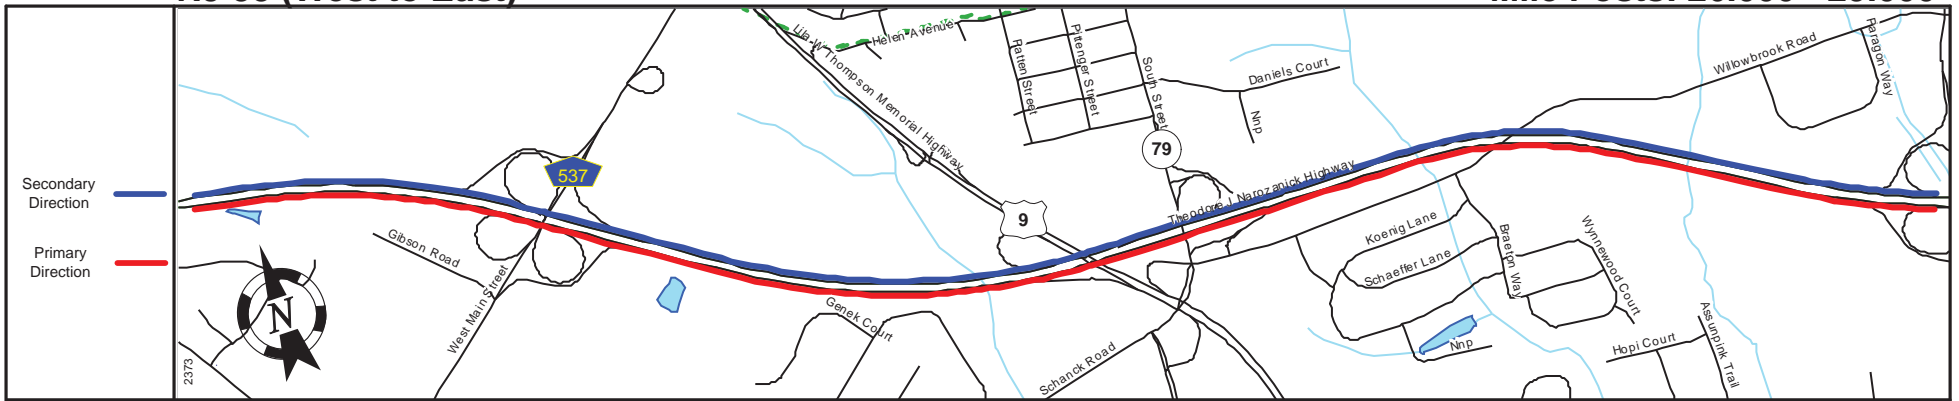 Secondary
Direction
Primary
Direction
2373
N
537
9
79
Gibson Road
West Main Street
Genek Court
Schanck Road
Lila W Thompson Memorial Highway
Helen Avenue
Patten Street
Pittenger Street
South Street
Daniels Court
Nnp
Theodore J Narozanick Highway
Koenig Lane
Schaeffer Lane
Braeton Way
Wynnewood Court
Nnp
Hopi Court
Assunpink Trail
Willowbrook Road
Paragon Way